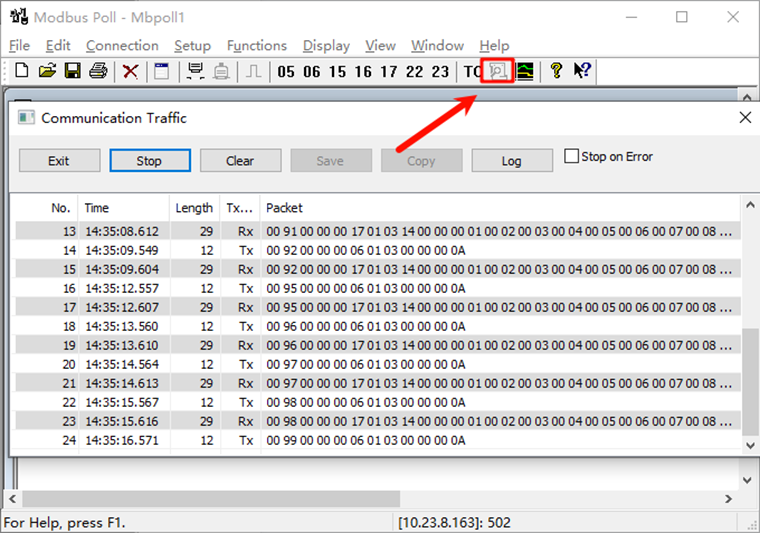 Modbus Poll - Mbpoll1
File Edit Connection Setup Functions Display View Window Help
05 06 15 16 17 22 23 TC
Communication Traffic
Exit Stop Clear Save Copy Log Stop on Error
No. Time Length Tx... Packet
13 14:35:08.612 29 Rx 00 91 00 00 00 17 01 03 14 00 00 00 01 00 02 00 03 00 04 00 05 00 06 00 07 00 08 ...
14 14:35:09.549 12 Tx 00 92 00 00 00 06 01 03 00 00 00 0A
15 14:35:09.604 29 Rx 00 92 00 00 00 17 01 03 14 00 00 00 01 00 02 00 03 00 04 00 05 00 06 00 07 00 08 ...
16 14:35:12.557 12 Tx 00 95 00 00 00 06 01 03 00 00 00 0A
17 14:35:12.607 29 Rx 00 95 00 00 00 17 01 03 14 00 00 00 01 00 02 00 03 00 04 00 05 00 06 00 07 00 08 ...
18 14:35:13.560 12 Tx 00 96 00 00 00 06 01 03 00 00 00 0A
19 14:35:13.610 29 Rx 00 96 00 00 00 17 01 03 14 00 00 00 01 00 02 00 03 00 04 00 05 00 06 00 07 00 08 ...
20 14:35:14.564 12 Tx 00 97 00 00 00 06 01 03 00 00 00 0A
21 14:35:14.613 29 Rx 00 97 00 00 00 17 01 03 14 00 00 00 01 00 02 00 03 00 04 00 05 00 06 00 07 00 08 ...
22 14:35:15.567 12 Tx 00 98 00 00 00 06 01 03 00 00 00 0A
23 14:35:15.616 29 Rx 00 98 00 00 00 17 01 03 14 00 00 00 01 00 02 00 03 00 04 00 05 00 06 00 07 00 08 ...
24 14:35:16.571 12 Tx 00 99 00 00 00 06 01 03 00 00 00 0A
For Help, press F1. [10.23.8.163]: 502